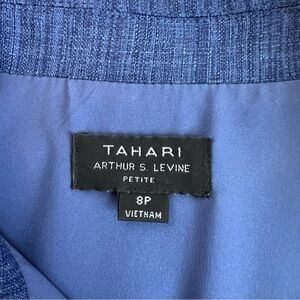 TAHARI
ARTHUR S. LEVINE
PETITE
8P
VIETNAM